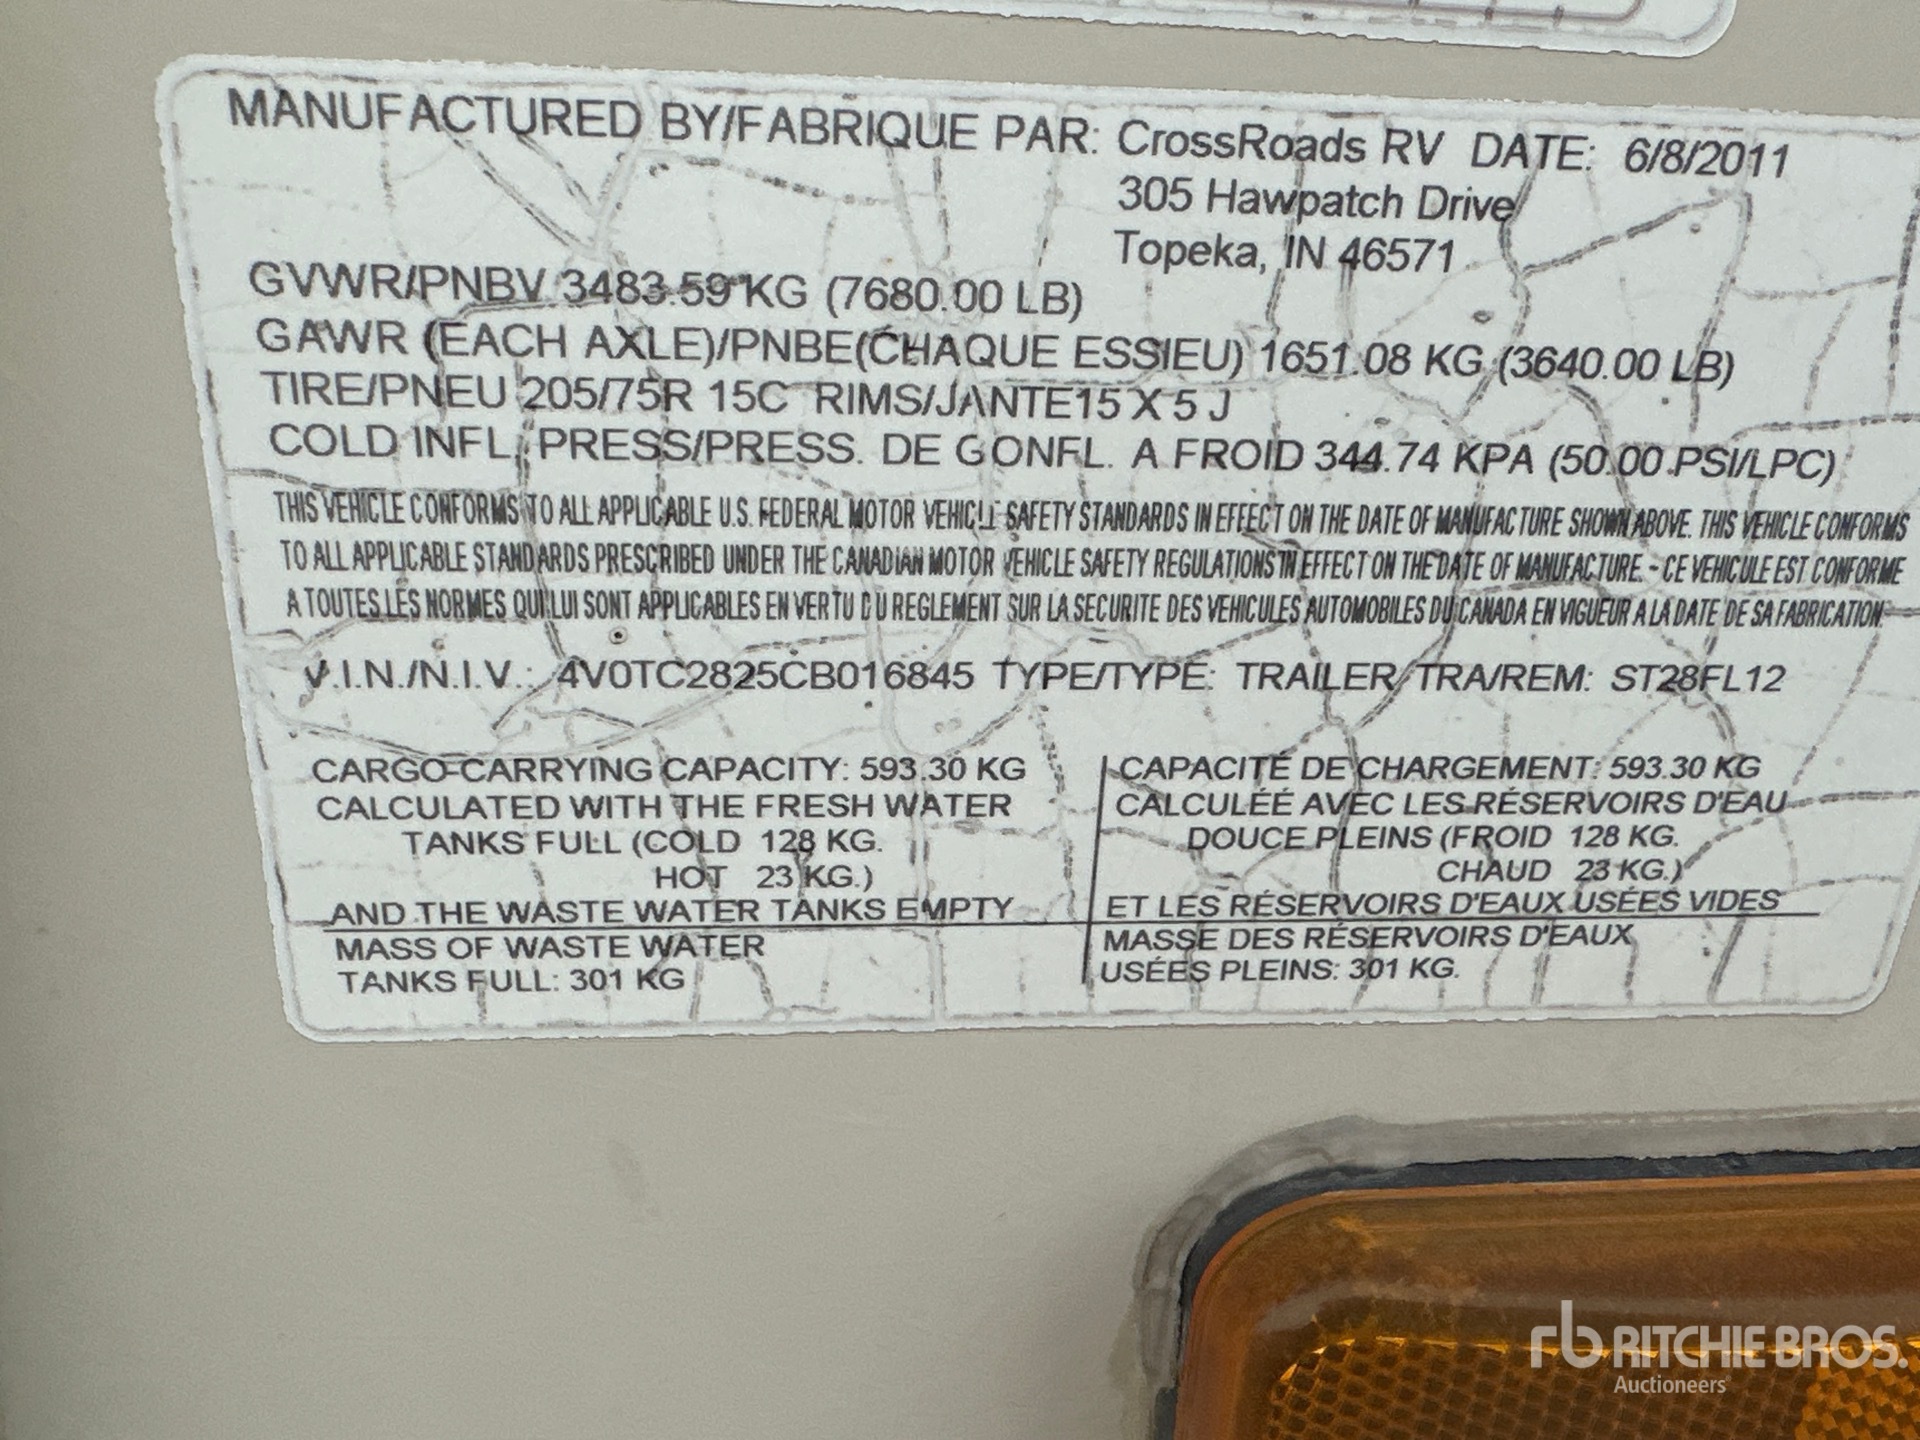 MANUFACTURED BY/FABRIQUE PAR: CrossRoads RV DATE: 6/8/2011
305 Hawpatch Drive
Topeka, IN 46571
GVWR/PNBV 3483.59 KG (7680.00 LB)
GAWR (EACH AXLE)/PNBE(CHAQUE ESSIEU) 1651.08 KG (3640.00 LB)
TIRE/PNEU 205/75R 15C RIMS/JANTE15 X 5 J
COLD INFL. PRESS/PRESS. DE GONFL. A FROID 344.74 KPA (50.00 PSI/LPC)
THIS VEHICLE CONFORMS TO ALL APPLICABLE U.S. FEDERAL MOTOR VEHICLE SAFETY STANDARDS IN EFFECT ON THE DATE OF MANUFACTURE SHOWN ABOVE. THIS VEHICLE CONFORMS
TO ALL APPLICABLE STANDARDS PRESCRIBED UNDER THE CANADIAN MOTOR VEHICLE SAFETY REGULATIONS IN EFFECT ON THE DATE OF MANUFACTURE. - CE VEHICULE EST CONFORME
A TOUTES LES NORMES QUI LUI SONT APPLICABLES EN VERTU DU REGLEMENT SUR LA SECURITE DES VEHICULES AUTOMOBILES DU CANADA EN VIGUEUR A LA DATE DE SA FABRICATION.
V.I.N./N.I.V.: 4V0TC2825CB016845 TYPE/TYPE: TRAILER/TRA/REM: ST28FL12
CARGO CARRYING CAPACITY: 593.30 KG
CALCULATED WITH THE FRESH WATER
TANKS FULL (COLD 128 KG.
HOT 23 KG.)
AND THE WASTE WATER TANKS EMPTY
MASS OF WASTE WATER
TANKS FULL: 301 KG
CAPACITÉ DE CHARGEMENT: 593.30 KG
CALCULÉÉ AVEC LES RÉSERVOIRS D'EAU
DOUCE PLEINS (FROID 128 KG.
CHAUD 23 KG.)
ET LES RÉSERVOIRS D'EAUX USÉES VIDES
MASSE DES RÉSERVOIRS D'EAUX
USÉES PLEINS: 301 KG.
rb RITCHIE BROS.
Auctioneers